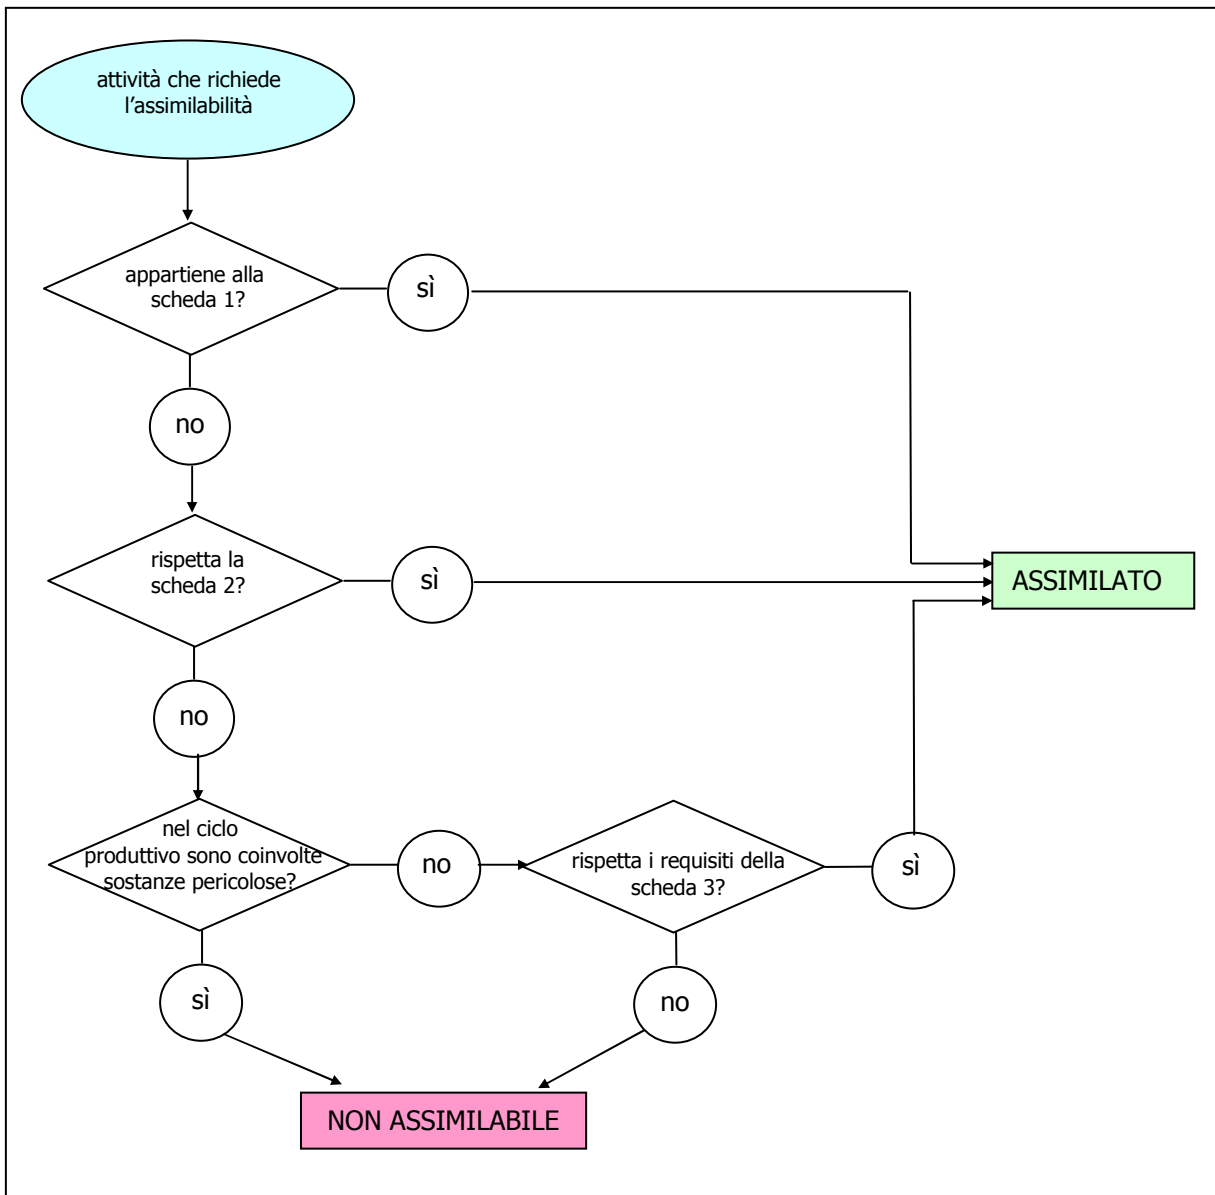 attività che richiede
l'assimilabilità
appartiene alla
scheda 1?
sì
no
rispetta la
scheda 2?
sì
ASSIMILATO
no
nel ciclo
produttivo sono coinvolte
sostanze pericolose?
no
rispetta i requisiti della
scheda 3?
sì
sì
no
NON ASSIMILABILE